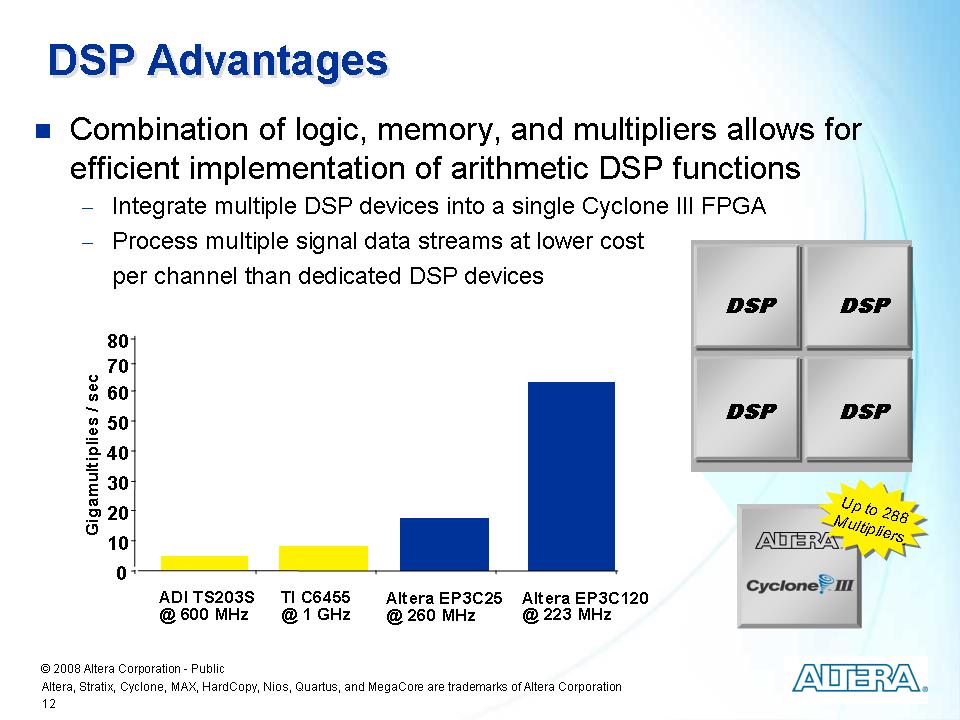 DSP Advantages
Combination of logic, memory, and multipliers allows for
efficient implementation of arithmetic DSP functions
– Integrate multiple DSP devices into a single Cyclone III FPGA
– Process multiple signal data streams at lower cost
per channel than dedicated DSP devices
DSP DSP
DSP DSP
Gigamultiplies / sec
80
70
60
50
40
30
20
10
0
ADI TS203S
@ 600 MHz
TI C6455
@ 1 GHz
Altera EP3C25
@ 260 MHz
Altera EP3C120
@ 223 MHz
Up to 288
Multipliers
ALTERA
Cyclone III
© 2008 Altera Corporation - Public
Altera, Stratix, Cyclone, MAX, HardCopy, Nios, Quartus, and MegaCore are trademarks of Altera Corporation
12
ALTERA®